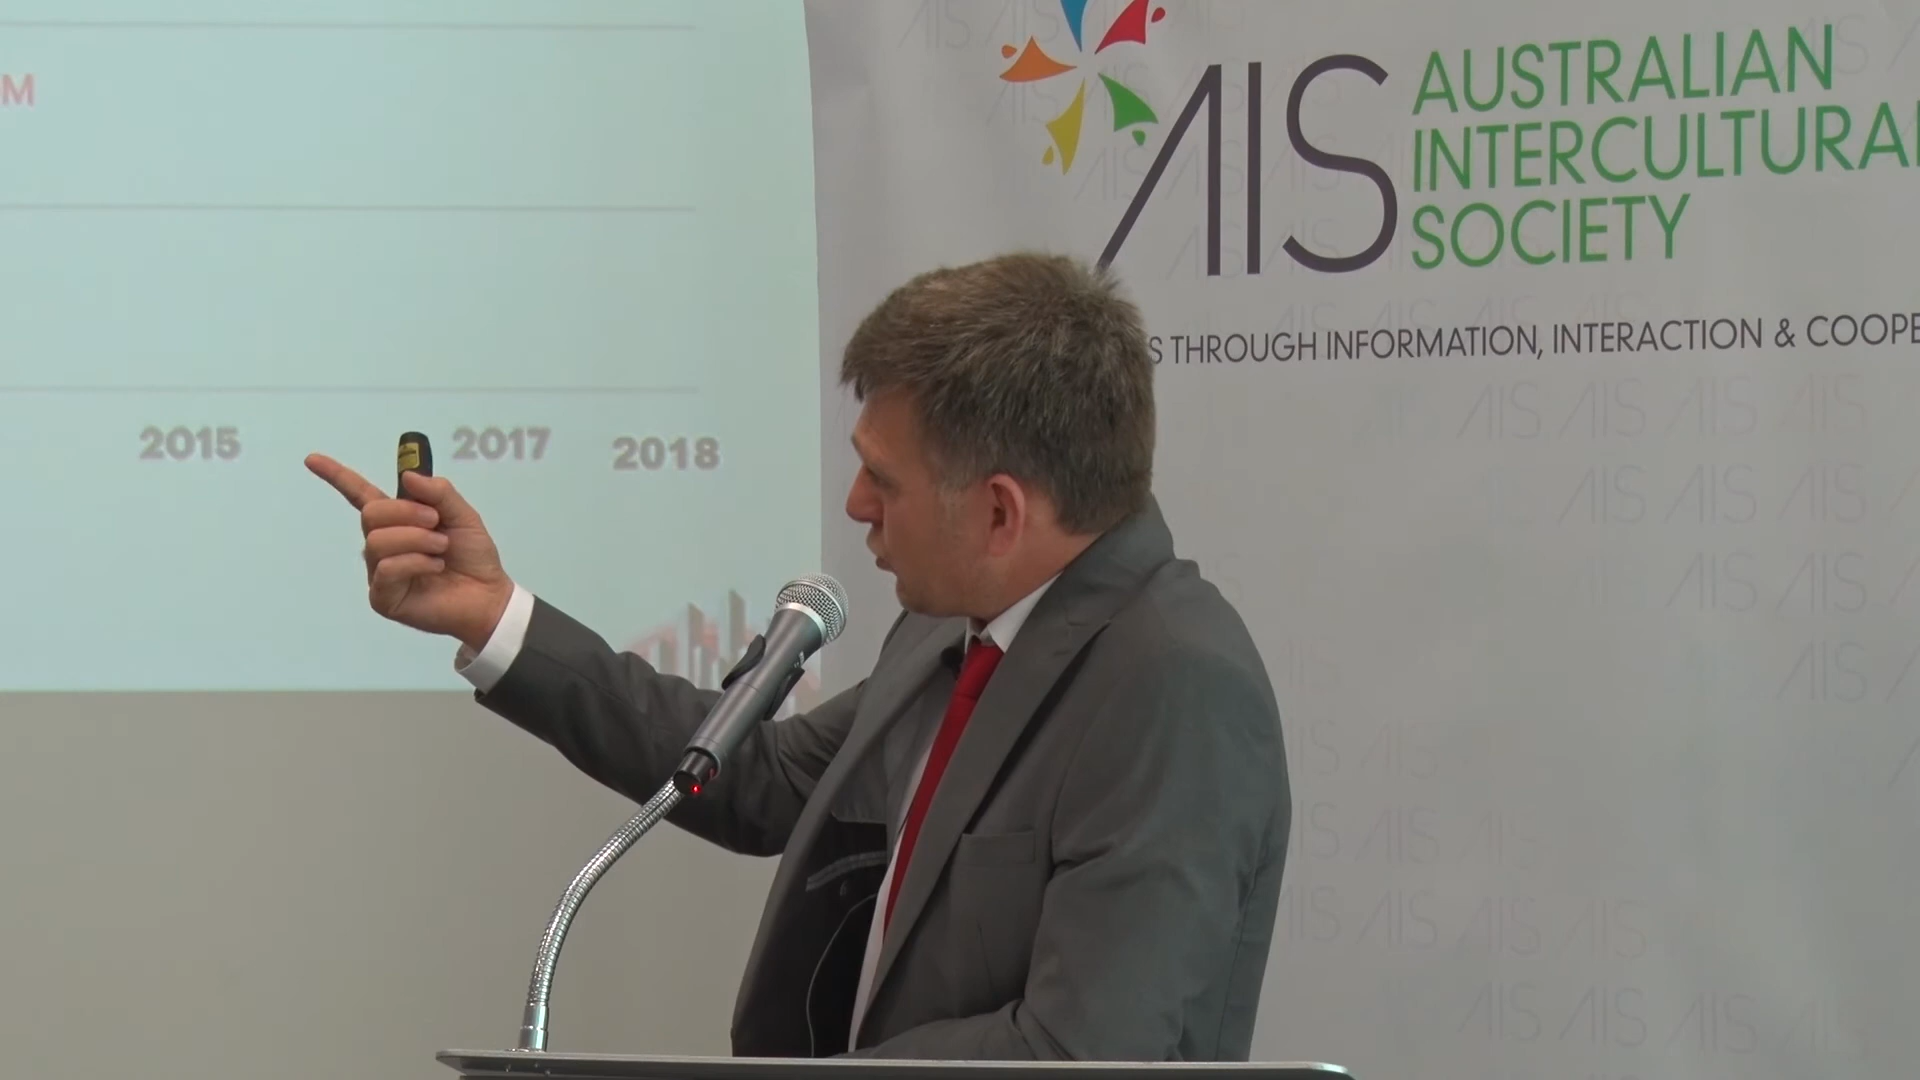 M
2015
2017
2018
AIS
AUSTRALIAN
INTERCULTURAL
SOCIETY
S THROUGH INFORMATION, INTERACTION & COOPE